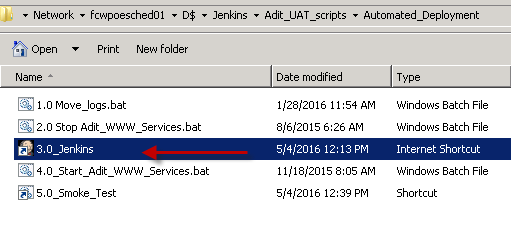 Network ▸ fcwpoesched01 ▸ D$ ▸ Jenkins ▸ Adit_UAT_scripts ▸ Automated_Deployment
Open Print New folder
Name Date modified Type
1.0 Move_logs.bat 1/28/2016 11:54 AM Windows Batch File
2.0 Stop Adit_WWW_Services.bat 8/6/2015 6:26 AM Windows Batch File
3.0_Jenkins 5/4/2016 12:13 PM Internet Shortcut
4.0_Start_Adit_WWW_Services.bat 11/18/2015 8:05 AM Windows Batch File
5.0_Smoke_Test 5/4/2016 12:39 PM Shortcut